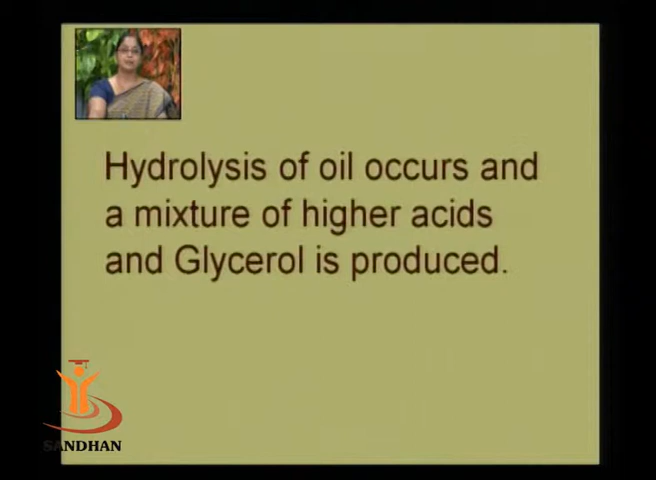 Hydrolysis of oil occurs and
a mixture of higher acids
and Glycerol is produced.
SANDHAN